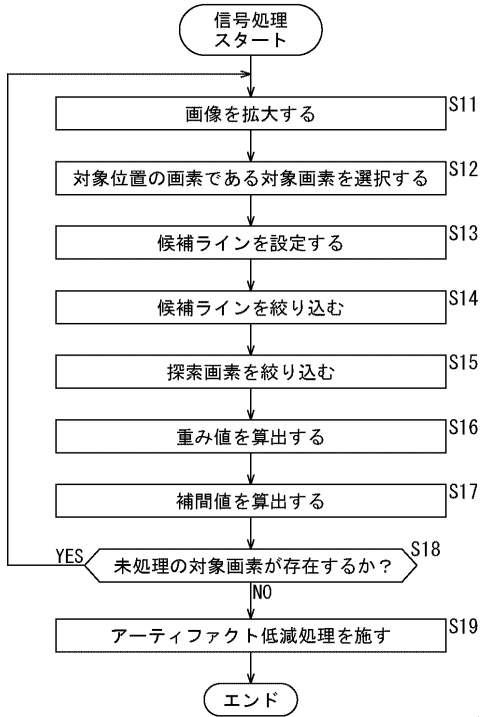 信号処理
スタート
S11
画像を拡大する
S12
対象位置の画素である対象画素を選択する
S13
候補ラインを設定する
S14
候補ラインを絞り込む
S15
探索画素を絞り込む
S16
重み値を算出する
S17
補間値を算出する
S18
YES
未処理の対象画素が存在するか？
NO
S19
アーティファクト低減処理を施す
エンド